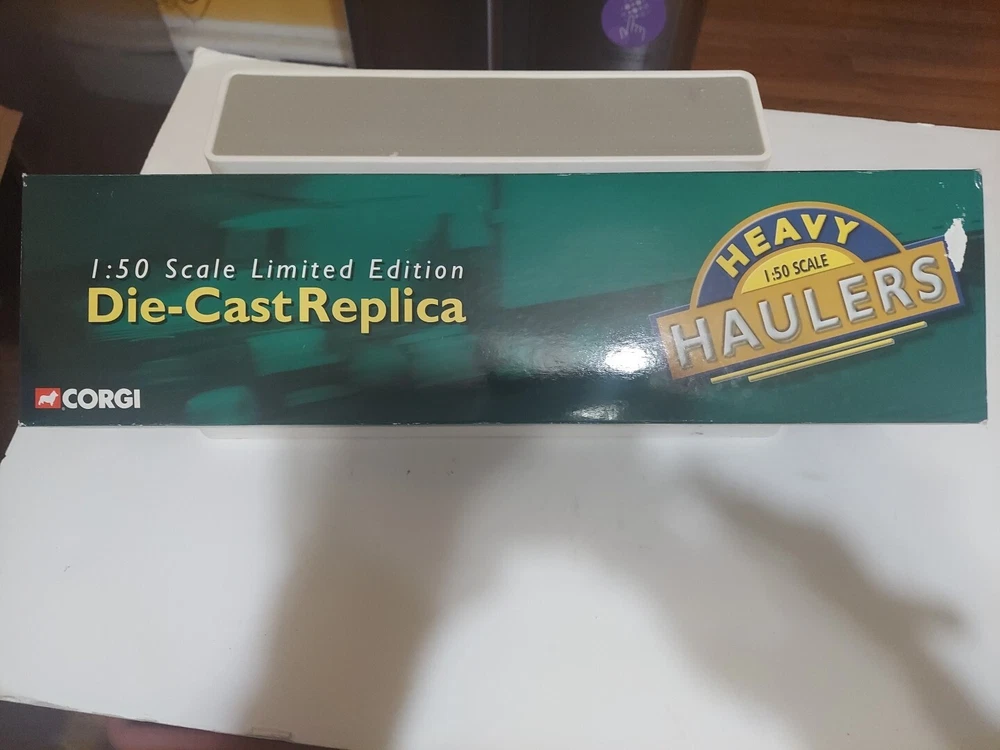 1:50 Scale Limited Edition
Die-Cast Replica
CORGI
HEAVY
1:50 SCALE
HAULERS